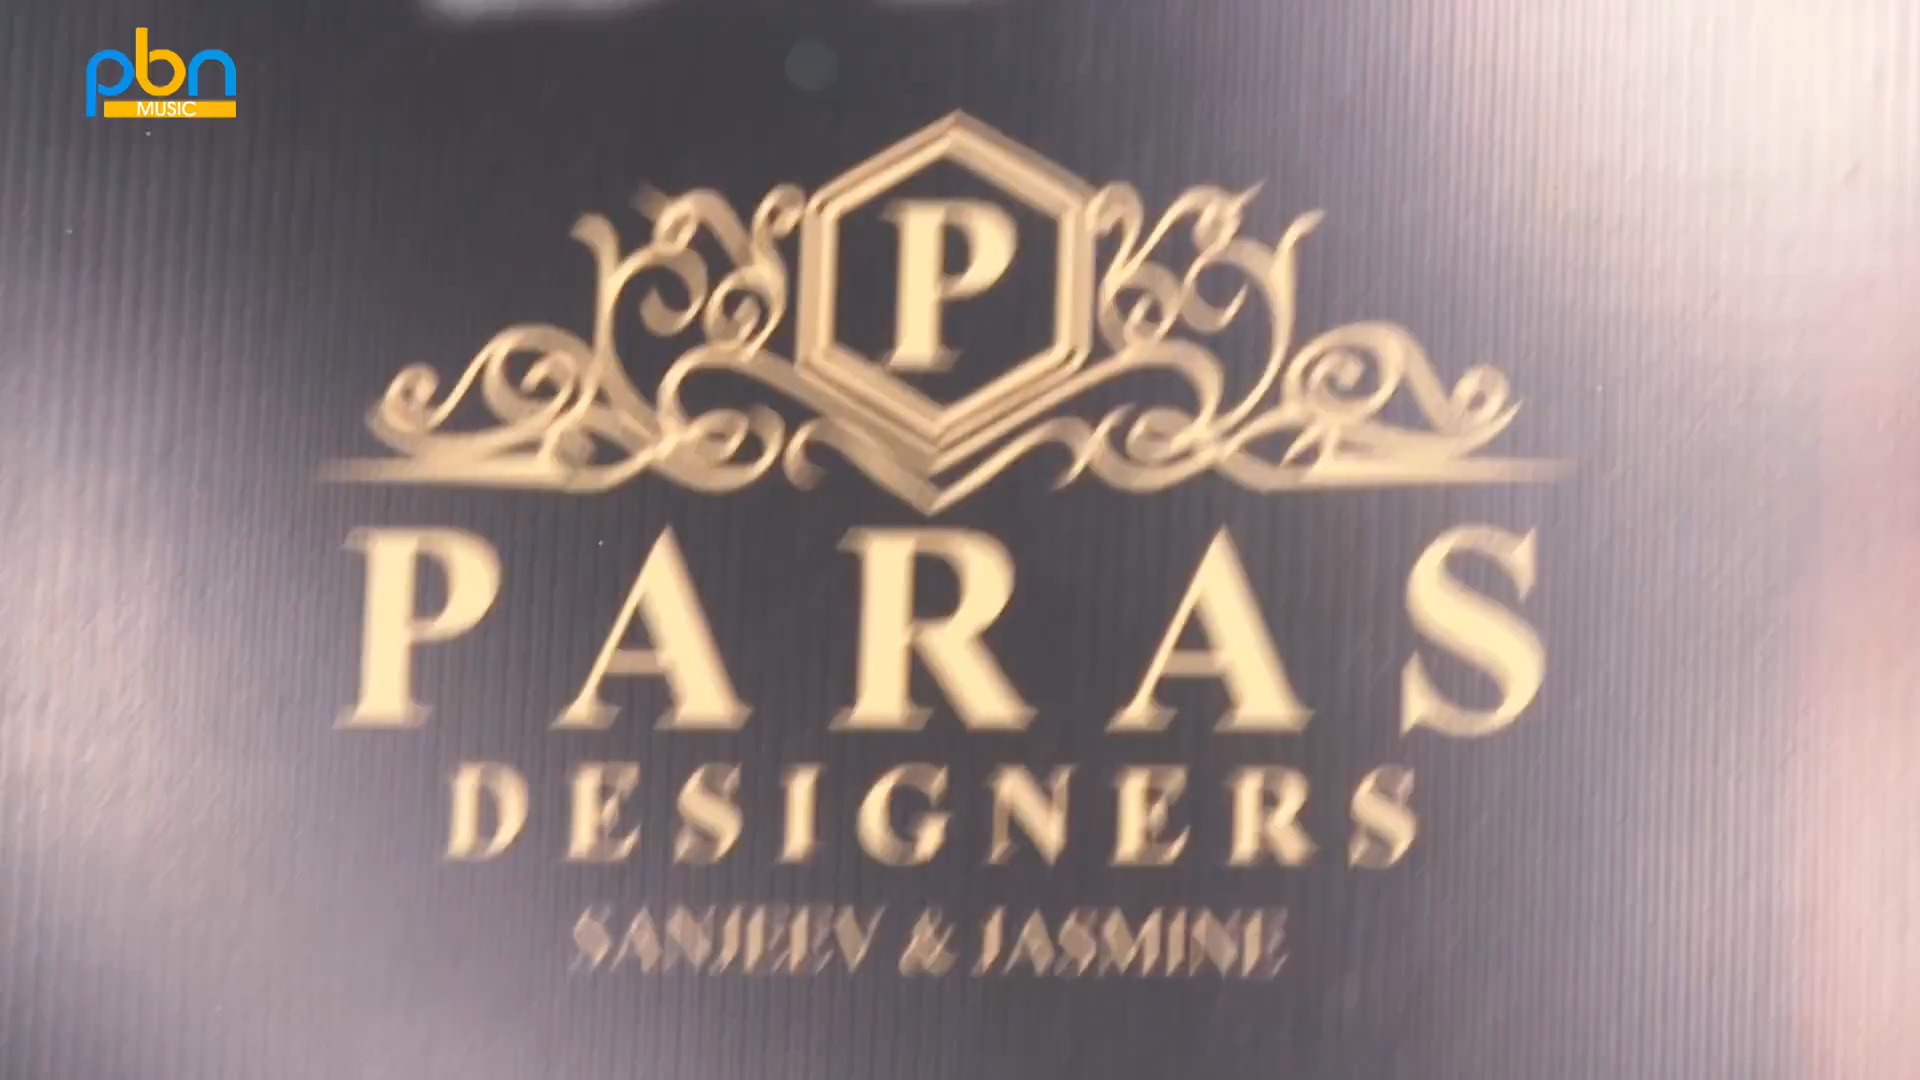 pbn
MUSIC
P
PARAS
DESIGNERS
SANJEEV & JASMINE